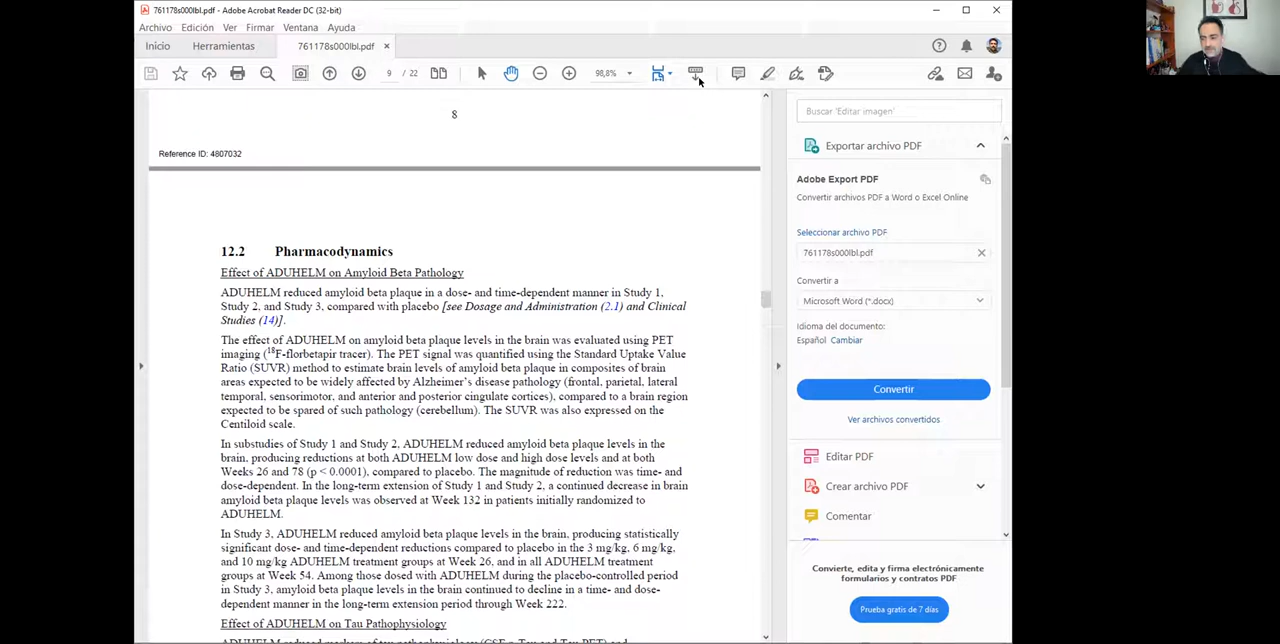 761178s000lbl.pdf - Adobe Acrobat Reader DC (32-bit)
Archivo Edición Ver Firmar Ventana Ayuda
Inicio Herramientas 761178s000lbl.pdf
9 / 22 98,8%
8
Reference ID: 4807032
12.2 Pharmacodynamics
Effect of ADUHELM on Amyloid Beta Pathology
ADUHELM reduced amyloid beta plaque in a dose- and time-dependent manner in Study 1,
Study 2, and Study 3, compared with placebo [see Dosage and Administration (2.1) and Clinical
Studies (14)].
The effect of ADUHELM on amyloid beta plaque levels in the brain was evaluated using PET
imaging (18F-florbetapir tracer). The PET signal was quantified using the Standard Uptake Value
Ratio (SUVR) method to estimate brain levels of amyloid beta plaque in composites of brain
areas expected to be widely affected by Alzheimer's disease pathology (frontal, parietal, lateral
temporal, sensorimotor, and anterior and posterior cingulate cortices), compared to a brain region
expected to be spared of such pathology (cerebellum). The SUVR was also expressed on the
Centiloid scale.
In substudies of Study 1 and Study 2, ADUHELM reduced amyloid beta plaque levels in the
brain, producing reductions at both ADUHELM low dose and high dose levels and at both
Weeks 26 and 78 (p < 0.0001), compared to placebo. The magnitude of reduction was time- and
dose-dependent. In the long-term extension of Study 1 and Study 2, a continued decrease in brain
amyloid beta plaque levels was observed at Week 132 in patients initially randomized to
ADUHELM.
In Study 3, ADUHELM reduced amyloid beta plaque levels in the brain, producing statistically
significant dose- and time-dependent reductions compared to placebo in the 3 mg/kg, 6 mg/kg,
and 10 mg/kg ADUHELM treatment groups at Week 26, and in all ADUHELM treatment
groups at Week 54. Among those dosed with ADUHELM during the placebo-controlled period
in Study 3, amyloid beta plaque levels in the brain continued to decline in a time- and dose-
dependent manner in the long-term extension period through Week 222.
Effect of ADUHELM on Tau Pathophysiology
ADUHELM reduced markers of tau pathophysiology (CSF p-Tau and Tau PET) and
Buscar 'Editar imagen'
Exportar archivo PDF
Adobe Export PDF
Convertir archivos PDF a Word o Excel Online
Seleccionar archivo PDF
761178s000lbl.pdf
Convertir a
Microsoft Word (*.docx)
Idioma del documento:
Español Cambiar
Convertir
Ver archivos convertidos
Editar PDF
Crear archivo PDF
Comentar
Convierte, edita y firma electrónicamente
formularios y contratos PDF
Prueba gratis de 7 días